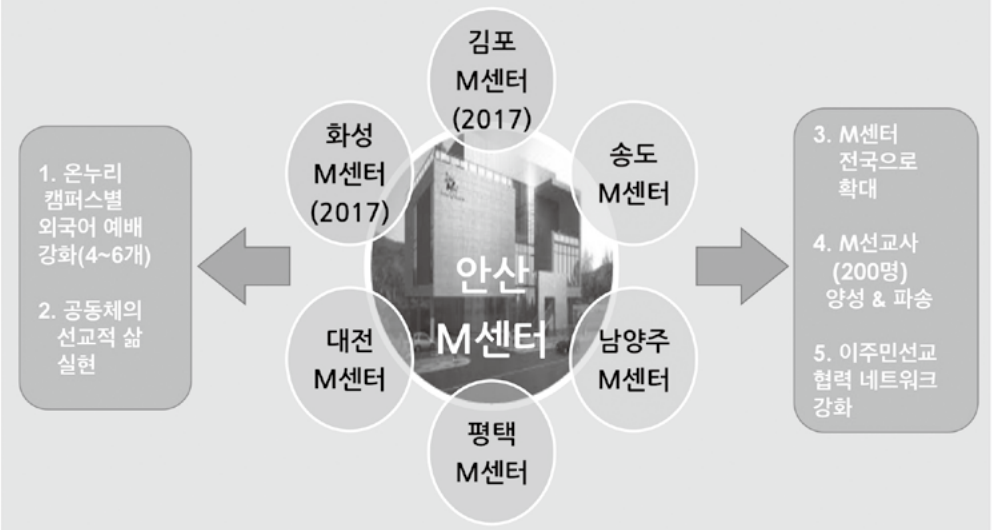 1. 온누리
캠퍼스별
외국어 예배
강화(4~6개)
2. 공동체의
선교적 삶
실현
김포
M센터
(2017)
화성
M센터
(2017)
송도
M센터
안산
M센터
대전
M센터
남양주
M센터
평택
M센터
3. M센터
전국으로
확대
4. M선교사
(200명)
양성 & 파송
5. 이주민선교
협력 네트워크
강화